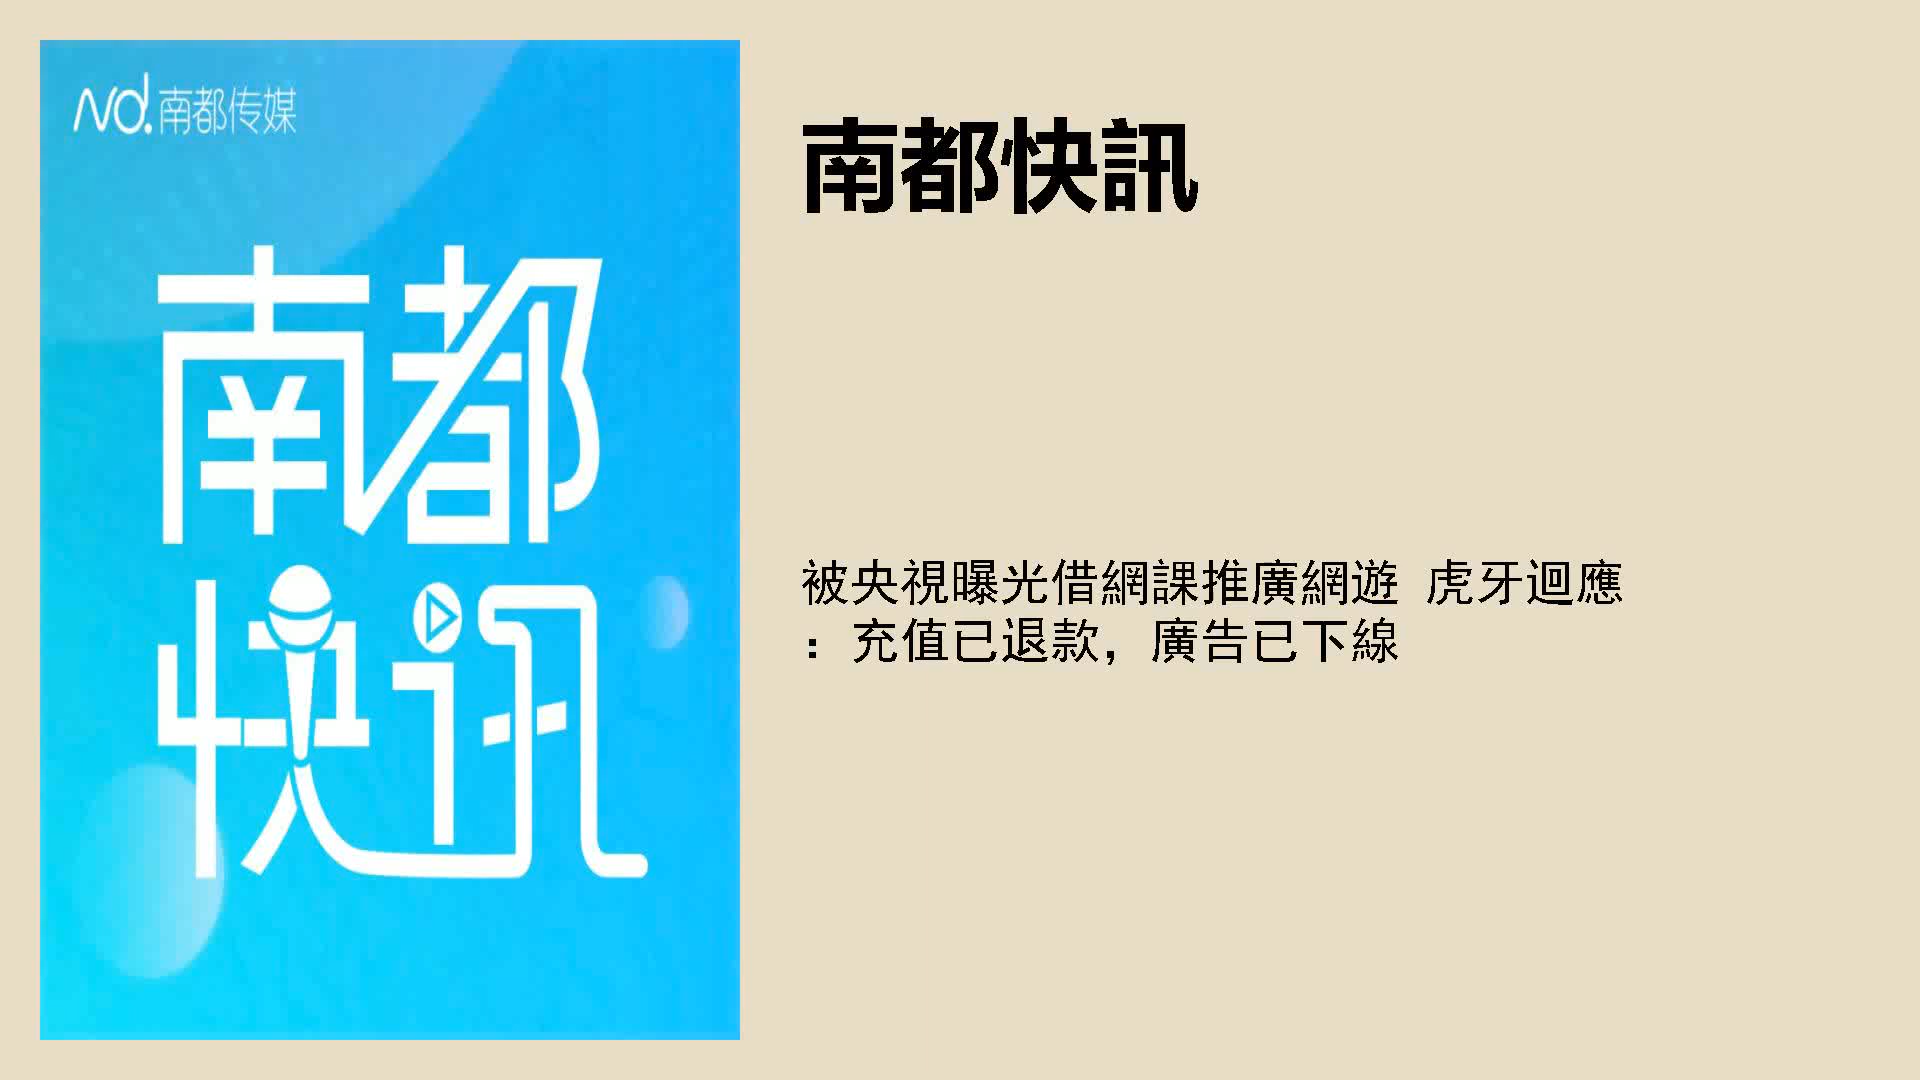 Nd.南都传媒
南都
快讯
南都快訊
被央視曝光借網課推廣網遊 虎牙迴應
：充值已退款，廣告已下線